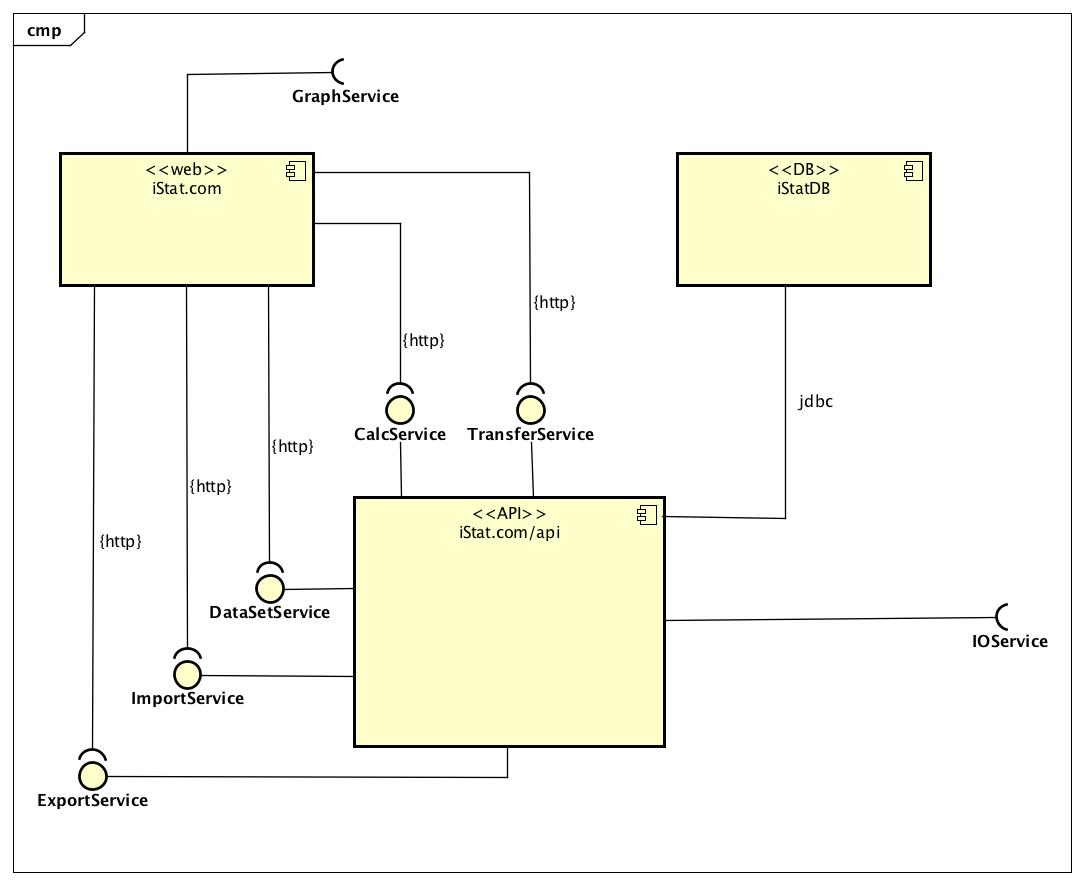 cmp
GraphService
<<web>>
iStat.com
<<DB>>
iStatDB
{http}
{http}
jdbc
CalcService
TransferService
{http}
{http}
{http}
<<API>>
iStat.com/api
DataSetService
IOService
ImportService
ExportService